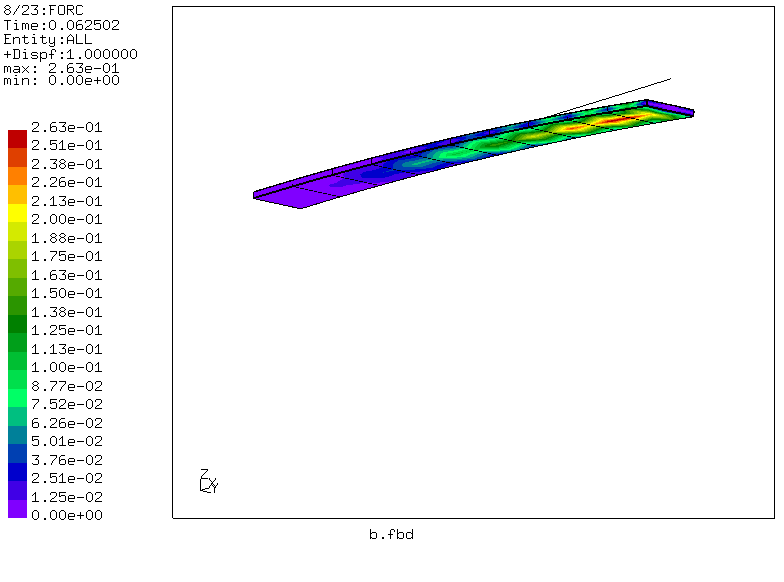 8/23:FORC
Time:0.062502
Entity:ALL
+Dispf:1.000000
max: 2.63e-01
min: 0.00e+00
2.63e-01
2.51e-01
2.38e-01
2.26e-01
2.13e-01
2.00e-01
1.88e-01
1.75e-01
1.63e-01
1.50e-01
1.38e-01
1.25e-01
1.13e-01
1.00e-01
8.77e-02
7.52e-02
6.26e-02
5.01e-02
3.76e-02
2.51e-02
1.25e-02
0.00e+00
Z
X
Y
b.fbd